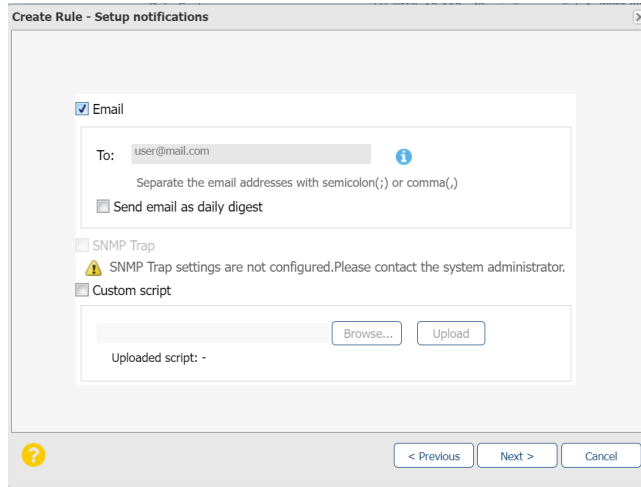 Create Rule - Setup notifications
Email
To: user@mail.com
Separate the email addresses with semicolon(;) or comma(,)
Send email as daily digest
SNMP Trap
SNMP Trap settings are not configured.Please contact the system administrator.
Custom script
Browse... Upload
Uploaded script: -
< Previous Next > Cancel